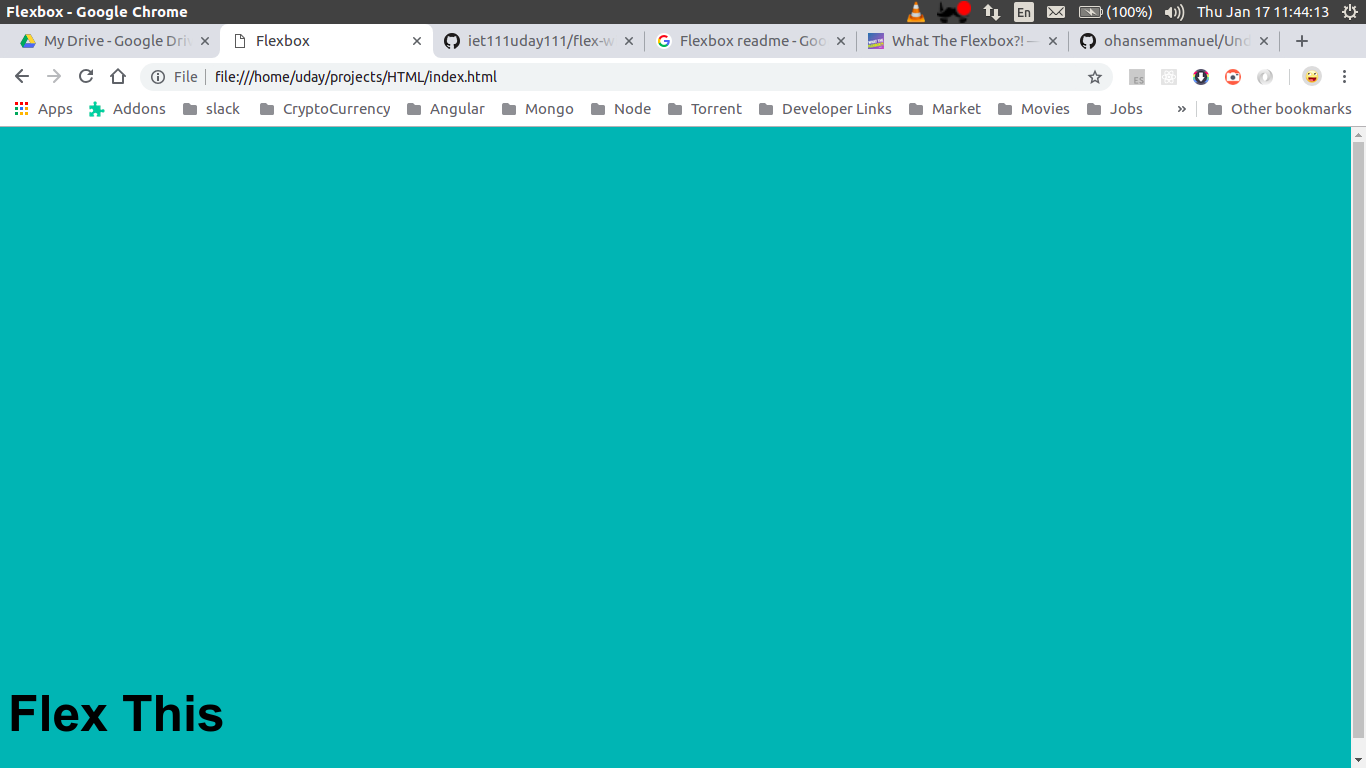 Flexbox - Google Chrome En (100%) Thu Jan 17 11:44:13
My Drive - Google Dri Flexbox iet111uday111/flex-w Flexbox readme - Goo What The Flexbox?! — ohansemmanuel/Und
File file:///home/uday/projects/HTML/index.html ES
Apps Addons slack CryptoCurrency Angular Mongo Node Torrent Developer Links Market Movies Jobs » Other bookmarks
Flex This